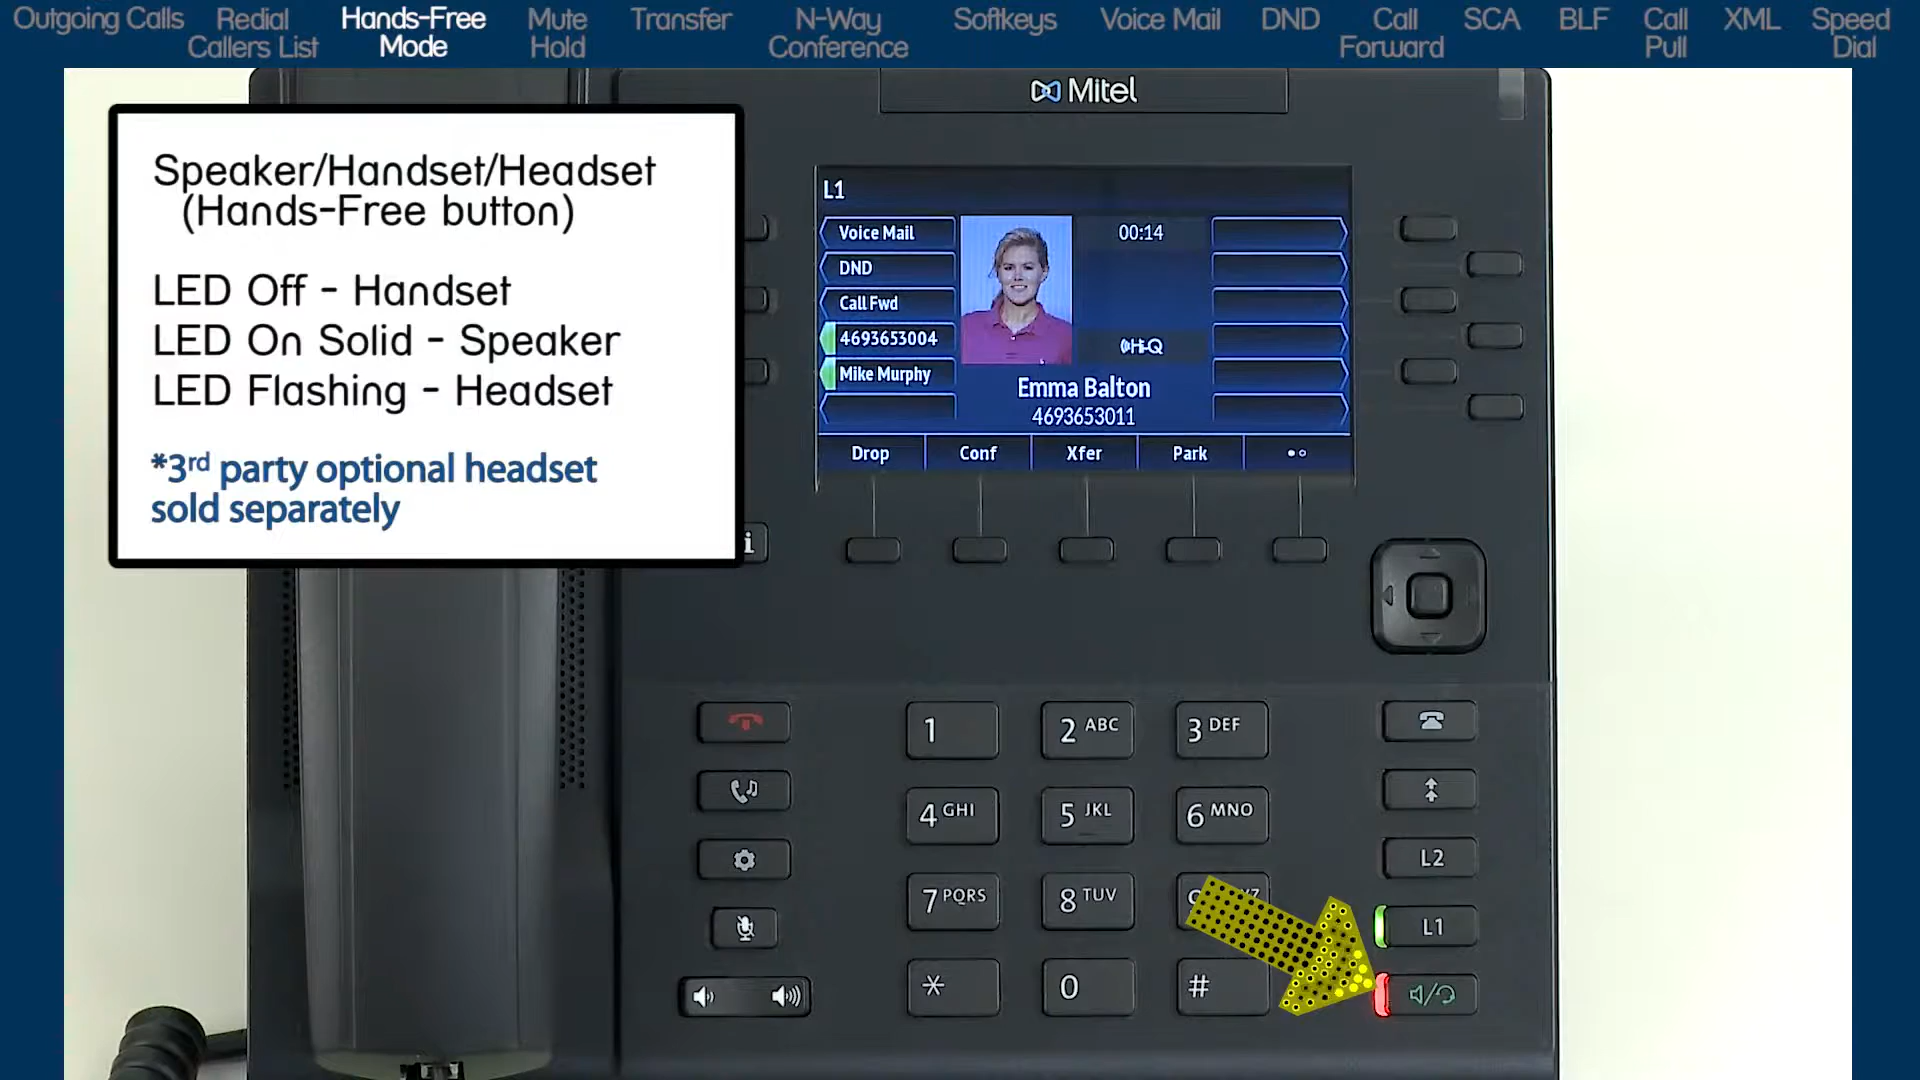 Outgoing Calls
Redial
Callers List
Hands-Free
Mode
Mute
Hold
Transfer
N-Way
Conference
Softkeys
Voice Mail
DND
Call
Forward
SCA
BLF
Call
Pull
XML
Speed
Dial
Mitel
Speaker/Handset/Headset
(Hands-Free button)
LED Off - Handset
LED On Solid - Speaker
LED Flashing - Headset
*3rd party optional headset
sold separately
L1
Voice Mail
DND
Call Fwd
4693653004
Mike Murphy
00:14
Hi-Q
Emma Balton
4693653011
Drop
Conf
Xfer
Park
i
1
2 ABC
3 DEF
4 GHI
5 JKL
6 MNO
L2
7 PQRS
8 TUV
L1
*
0
#